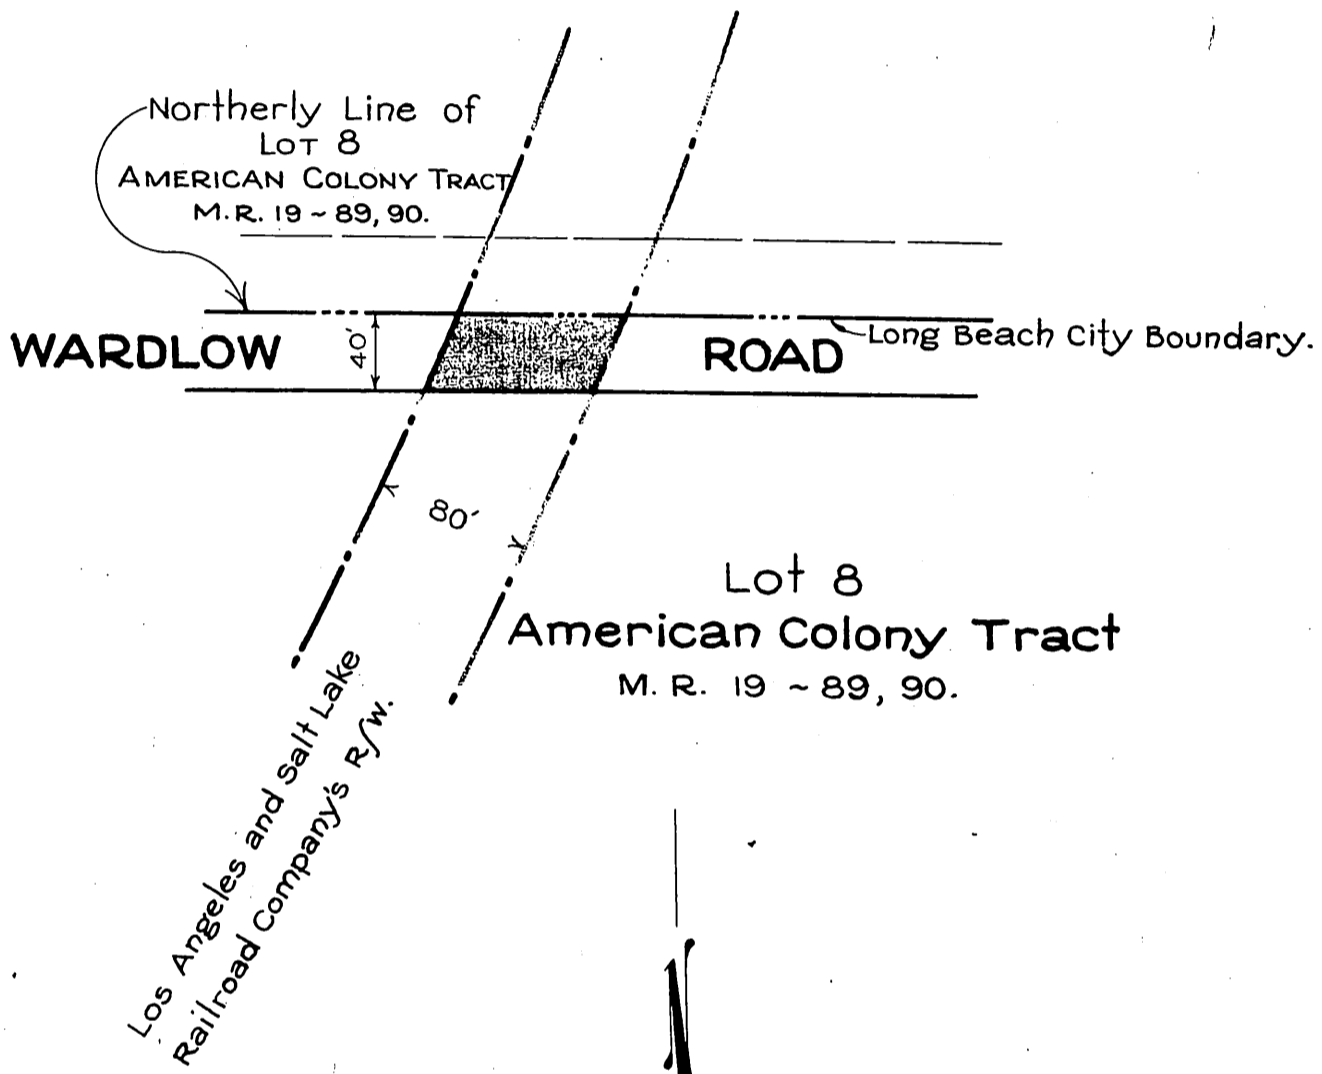 Northerly Line of
LOT 8
AMERICAN COLONY TRACT
M.R. 19 ~ 89, 90.
WARDLOW
40'
ROAD
Long Beach City Boundary.
80'
Lot 8
American Colony Tract
M. R. 19 ~ 89, 90.
Los Angeles and Salt Lake
Railroad Company's R/W.
N